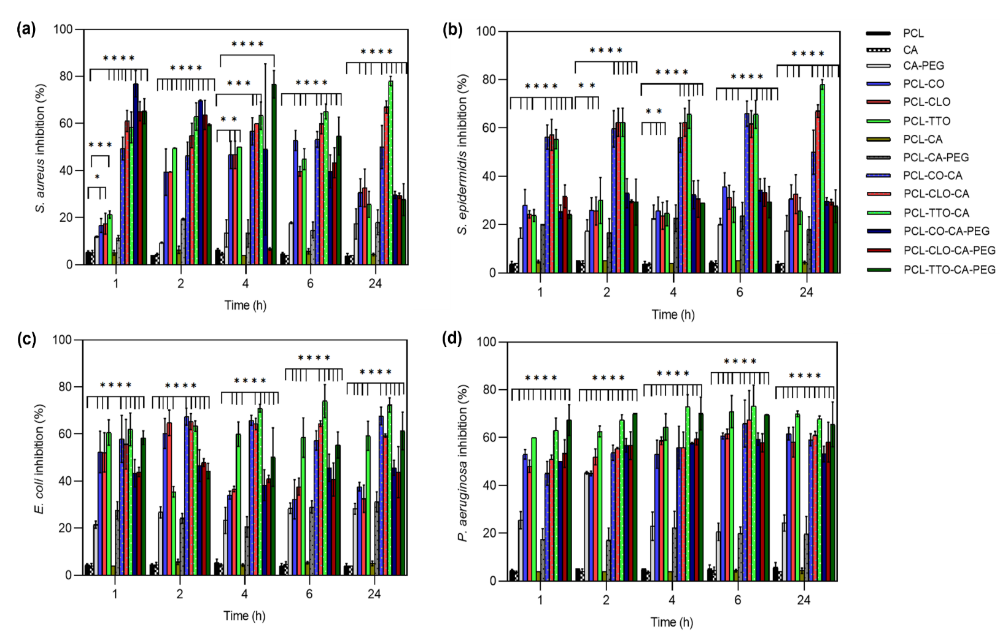 (a)
S. aureus inhibition (%)
100
80
60
40
20
0
* * * *
* * *
*
* * * *
* * * *
* * *
* *
* * * *
* * * *
1 2 4 6 24
Time (h)
(b)
S. epidermidis inhibition (%)
100
80
60
40
20
0
* * * *
* * * *
* *
* * * *
* *
* * * *
* * * *
1 2 4 6 24
Time (h)
PCL
CA
CA-PEG
PCL-CO
PCL-CLO
PCL-TTO
PCL-CA
PCL-CA-PEG
PCL-CO-CA
PCL-CLO-CA
PCL-TTO-CA
PCL-CO-CA-PEG
PCL-CLO-CA-PEG
PCL-TTO-CA-PEG
(c)
E. coli inhibition (%)
100
80
60
40
20
0
* * * *
* * * *
* * * *
* * * *
* * * *
1 2 4 6 24
Time (h)
(d)
P. aeruginosa inhibition (%)
100
80
60
40
20
0
* * * *
* * * *
* * * *
* * * *
* * * *
1 2 4 6 24
Time (h)